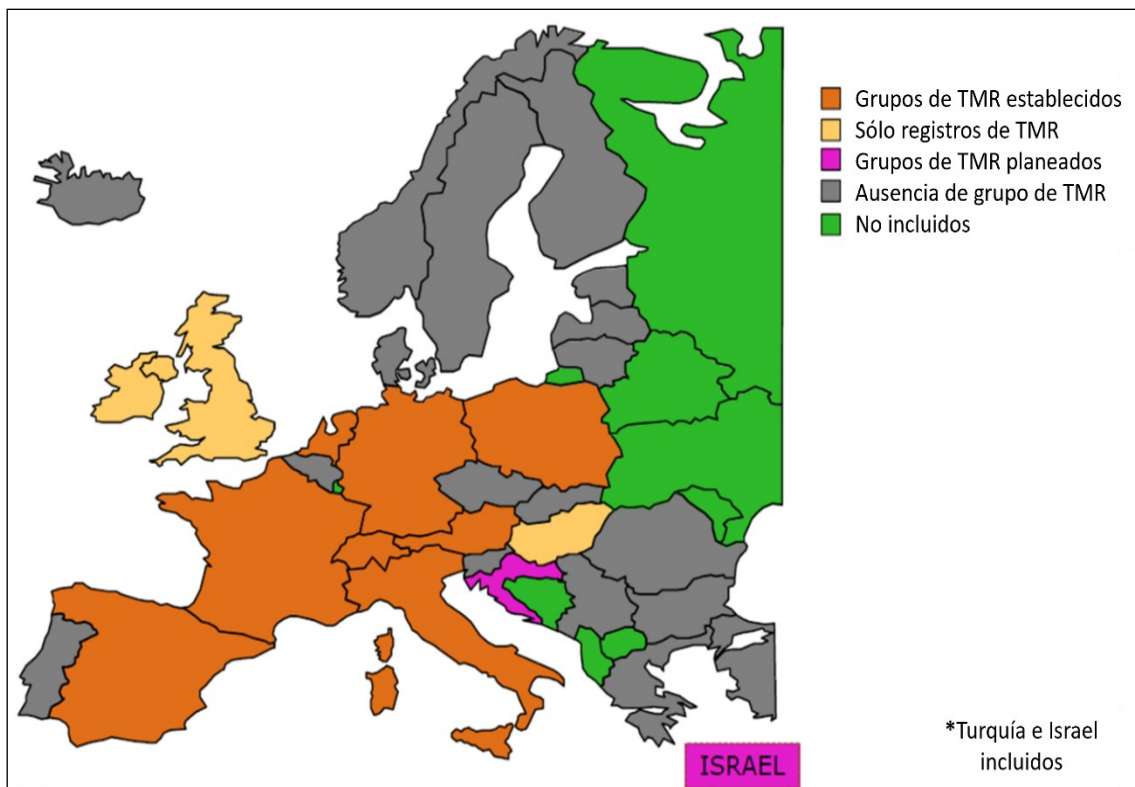 Grupos de TMR establecidos
Sólo registros de TMR
Grupos de TMR planeados
Ausencia de grupo de TMR
No incluidos
*Turquía e Israel
incluidos
ISRAEL